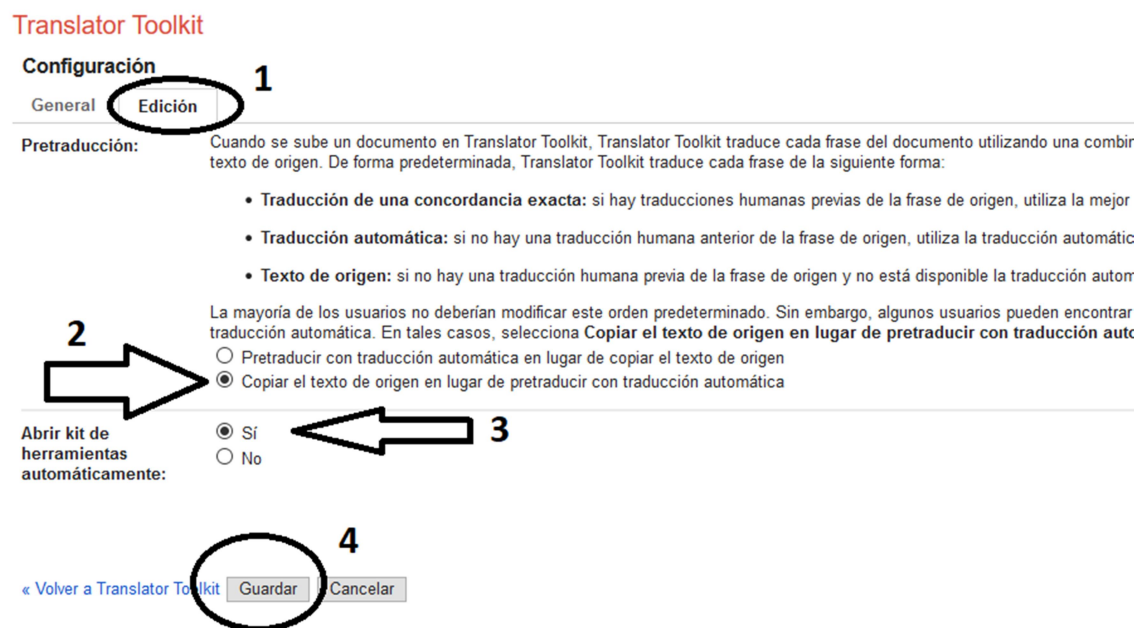 Translator Toolkit
Configuración
1
General Edición
Pretraducción: Cuando se sube un documento en Translator Toolkit, Translator Toolkit traduce cada frase del documento utilizando una
texto de origen. De forma predeterminada, Translator Toolkit traduce cada frase de la siguiente forma:
• Traducción de una concordancia exacta: si hay traducciones humanas previas de la frase de origen, utiliza la mejor
• Traducción automática: si no hay una traducción humana anterior de la frase de origen, utiliza la traducción
• Texto de origen: si no hay una traducción humana previa de la frase de origen y no está disponible la traducción
La mayoría de los usuarios no deberían modificar este orden predeterminado. Sin embargo, algunos usuarios pueden encontrar
traducción automática. En tales casos, selecciona Copiar el texto de origen en lugar de pretraducir con traducción
2
Pretraducir con traducción automática en lugar de copiar el texto de origen
Copiar el texto de origen en lugar de pretraducir con traducción automática
Abrir kit de
herramientas
automáticamente:
Sí
No
3
4
« Volver a Translator Toolkit Guardar Cancelar